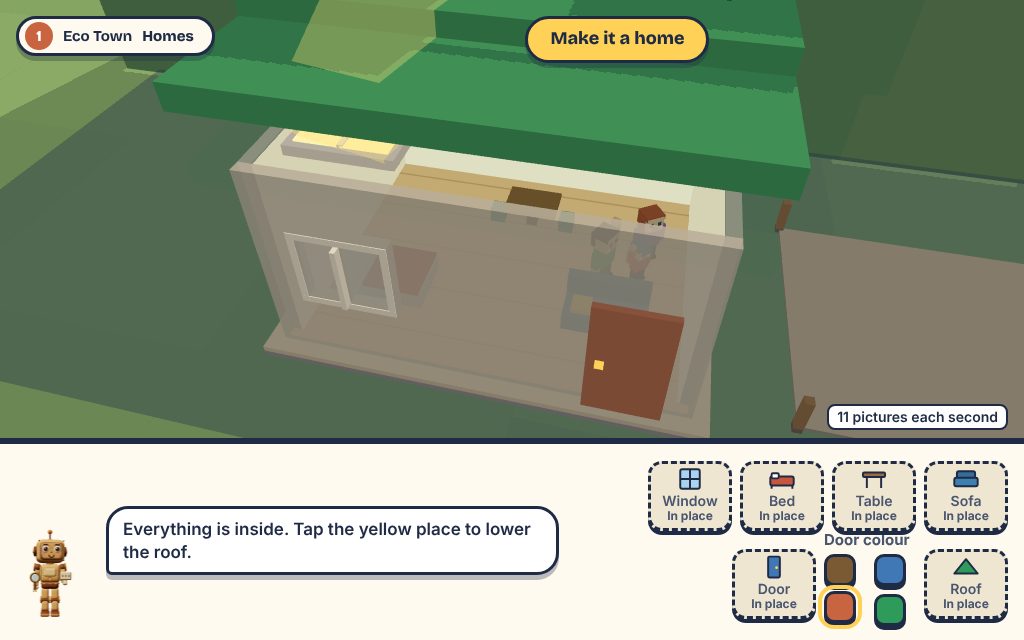 1 Eco Town Homes
Make it a home
11 pictures each second
Everything is inside. Tap the yellow place to lower
the roof.
Window
In place
Bed
In place
Table
In place
Sofa
In place
Door colour
Door
In place
Roof
In place